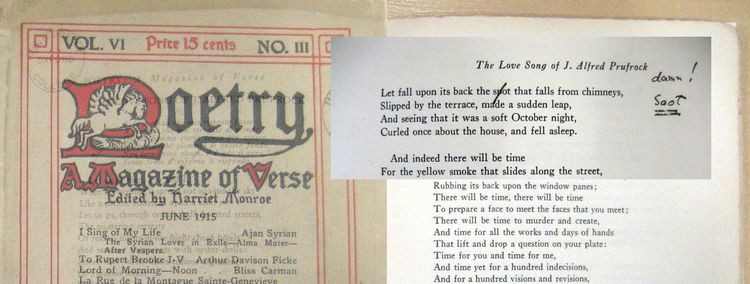 VOL. VI Price 15 cents NO. III
Poetry
A Magazine of Verse
Edited by Harriet Monroe
JUNE 1915
I Sing of My Life Ajan Syrian
The Syrian Lover in Exile—Alma Mater—
After Vespers
To Rupert Brooke I-V Arthur Davison Ficke
Lord of Morning—Noon Bliss Carman
La Rue de la Montague Sainte-Genevieve
The Love Song of J. Alfred Prufrock
damn!
Let fall upon its back the spot that falls from chimneys,
Soot
Slipped by the terrace, made a sudden leap,
And seeing that it was a soft October night,
Curled once about the house, and fell asleep.
And indeed there will be time
For the yellow smoke that slides along the street,
Rubbing its back upon the window panes;
There will be time, there will be time
To prepare a face to meet the faces that you meet;
There will be time to murder and create,
And time for all the works and days of hands
That lift and drop a question on your plate:
Time for you and time for me,
And time yet for a hundred indecisions,
And for a hundred visions and revisions,